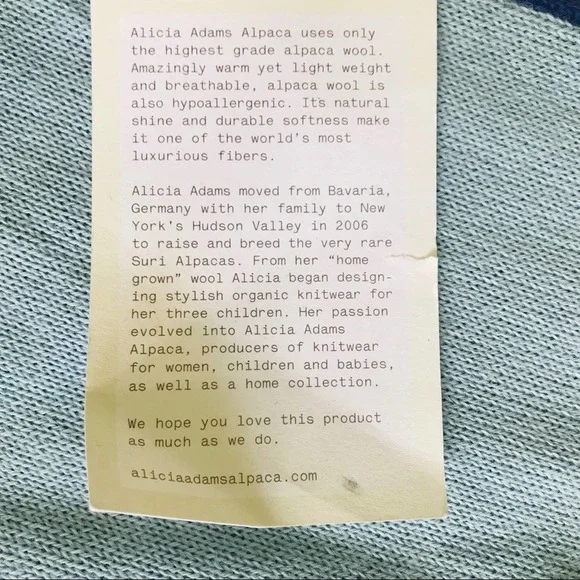 Alicia Adams Alpaca uses only
the highest grade alpaca wool.
Amazingly warm yet light weight
and breathable, alpaca wool is
also hypoallergenic. It's natural
shine and durable softness make
it one of the world's most
luxurious fibers.
Alicia Adams moved from Bavaria,
Germany with her family to New
York's Hudson Valley in 2006
to raise and breed the very rare
Suri Alpacas. From her "home
grown" wool Alicia began design-
ing stylish organic knitwear for
her three children. Her passion
evolved into Alicia Adams
Alpaca, producers of knitwear
for women, children and babies,
as well as a home collection.
We hope you love this product
as much as we do.
aliciaadamsalpaca.com